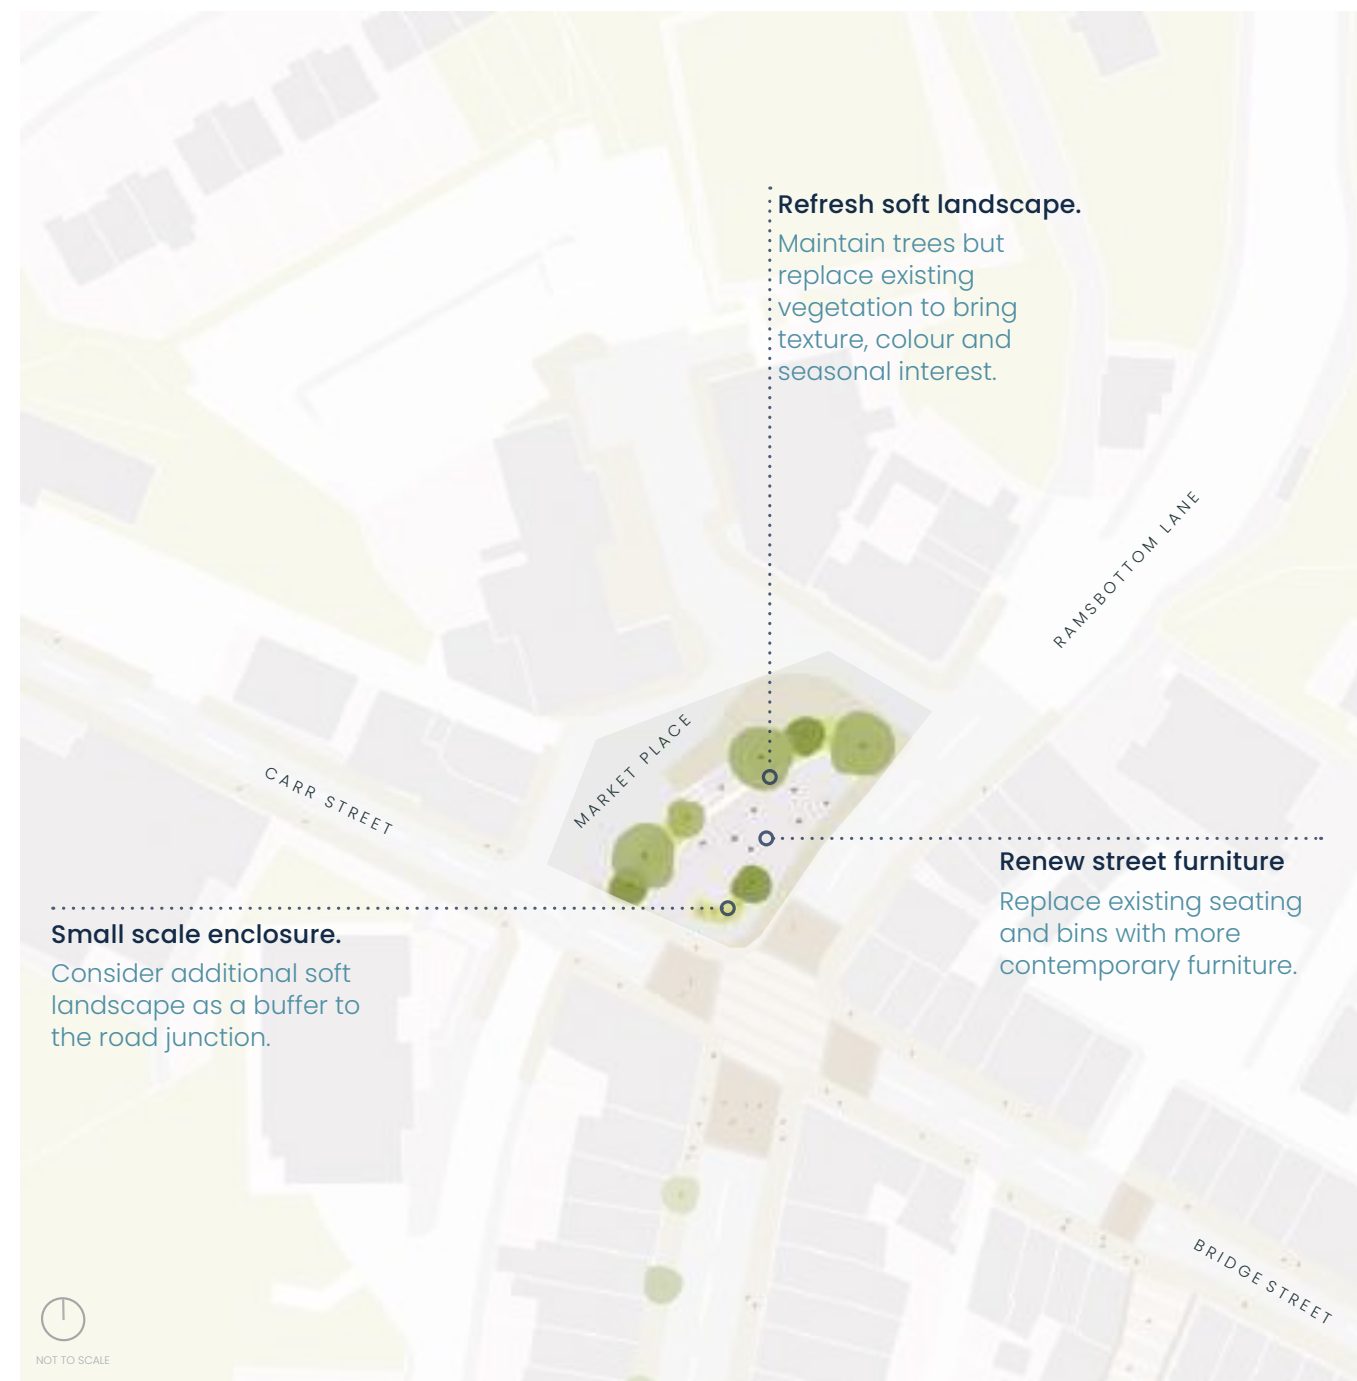 Refresh soft landscape.
Maintain trees but
replace existing
vegetation to bring
texture, colour and
seasonal interest.
RAMSBOTTOM LANE
MARKET PLACE
CARR STREET
Renew street furniture
Replace existing seating
and bins with more
contemporary furniture.
Small scale enclosure.
Consider additional soft
landscape as a buffer to
the road junction.
BRIDGE STREET
NOT TO SCALE